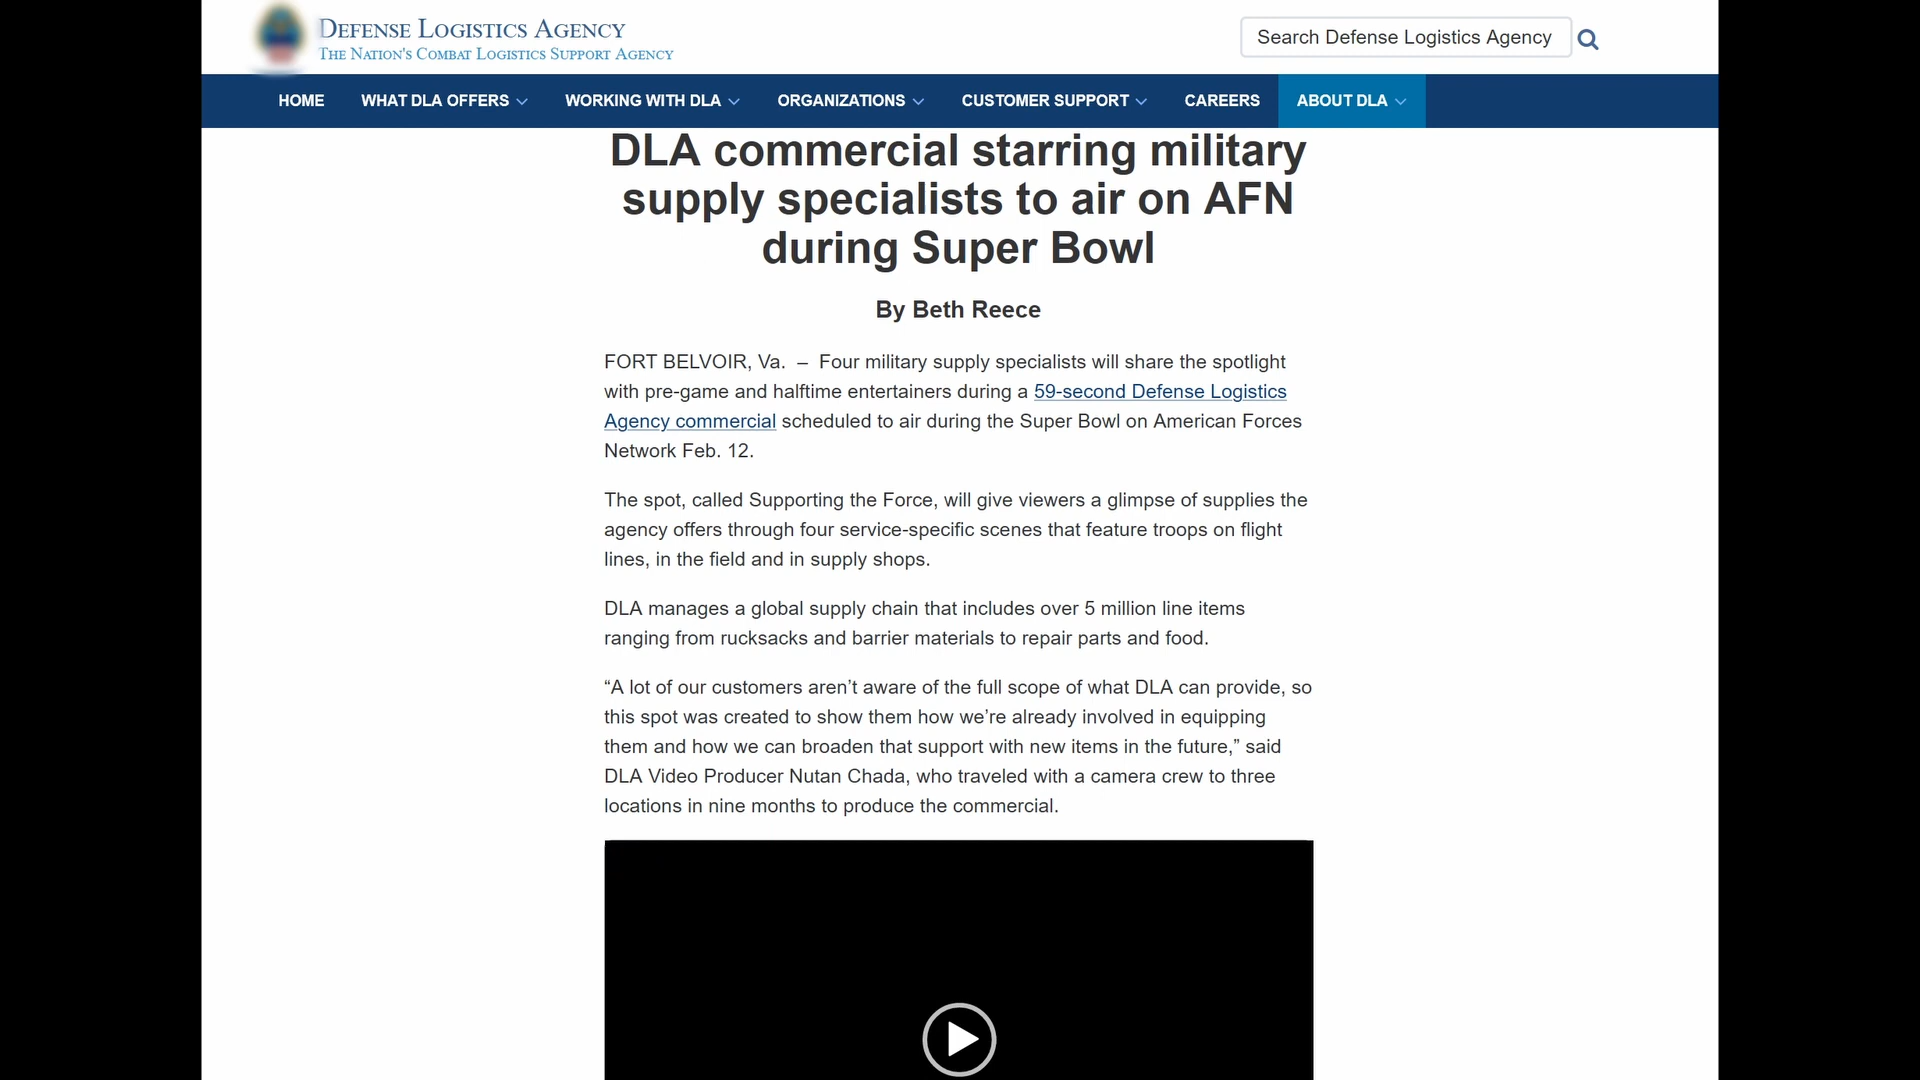 DEFENSE LOGISTICS AGENCY
THE NATION'S COMBAT LOGISTICS SUPPORT AGENCY
Search Defense Logistics Agency
HOME WHAT DLA OFFERS WORKING WITH DLA ORGANIZATIONS CUSTOMER SUPPORT CAREERS ABOUT DLA
DLA commercial starring military
supply specialists to air on AFN
during Super Bowl
By Beth Reece
FORT BELVOIR, Va. – Four military supply specialists will share the spotlight
with pre-game and halftime entertainers during a 59-second Defense Logistics
Agency commercial scheduled to air during the Super Bowl on American Forces
Network Feb. 12.
The spot, called Supporting the Force, will give viewers a glimpse of supplies the
agency offers through four service-specific scenes that feature troops on flight
lines, in the field and in supply shops.
DLA manages a global supply chain that includes over 5 million line items
ranging from rucksacks and barrier materials to repair parts and food.
“A lot of our customers aren’t aware of the full scope of what DLA can provide, so
this spot was created to show them how we’re already involved in equipping
them and how we can broaden that support with new items in the future,” said
DLA Video Producer Nutan Chada, who traveled with a camera crew to three
locations in nine months to produce the commercial.